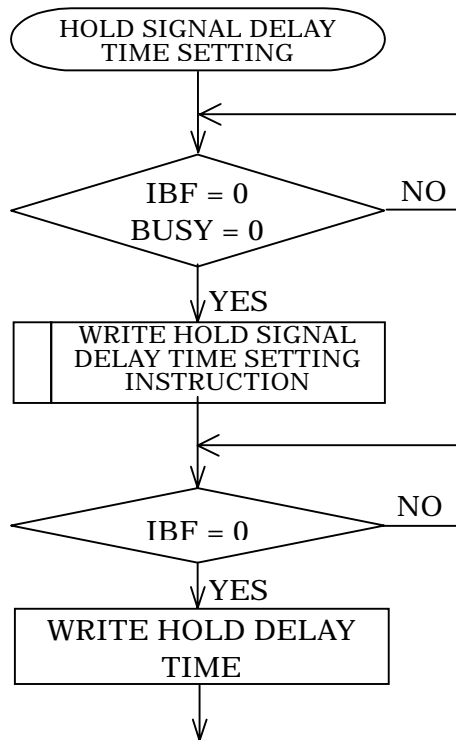 HOLD SIGNAL DELAY
TIME SETTING
IBF = 0
BUSY = 0
NO
YES
WRITE HOLD SIGNAL
DELAY TIME SETTING
INSTRUCTION
IBF = 0
NO
YES
WRITE HOLD DELAY
TIME